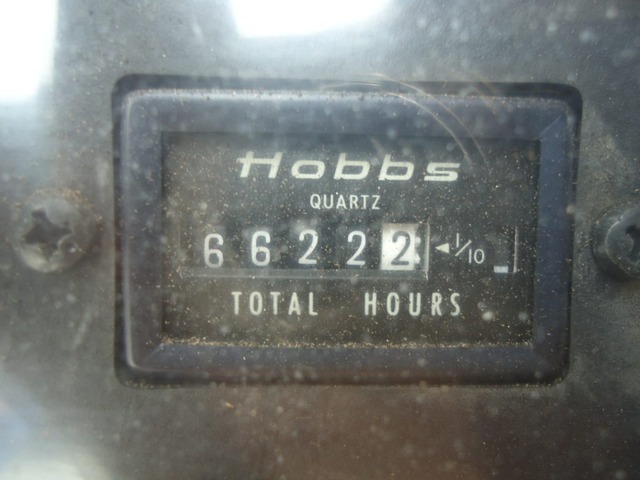 Hobbs
QUARTZ
66222 ◄ 1/10
TOTAL HOURS